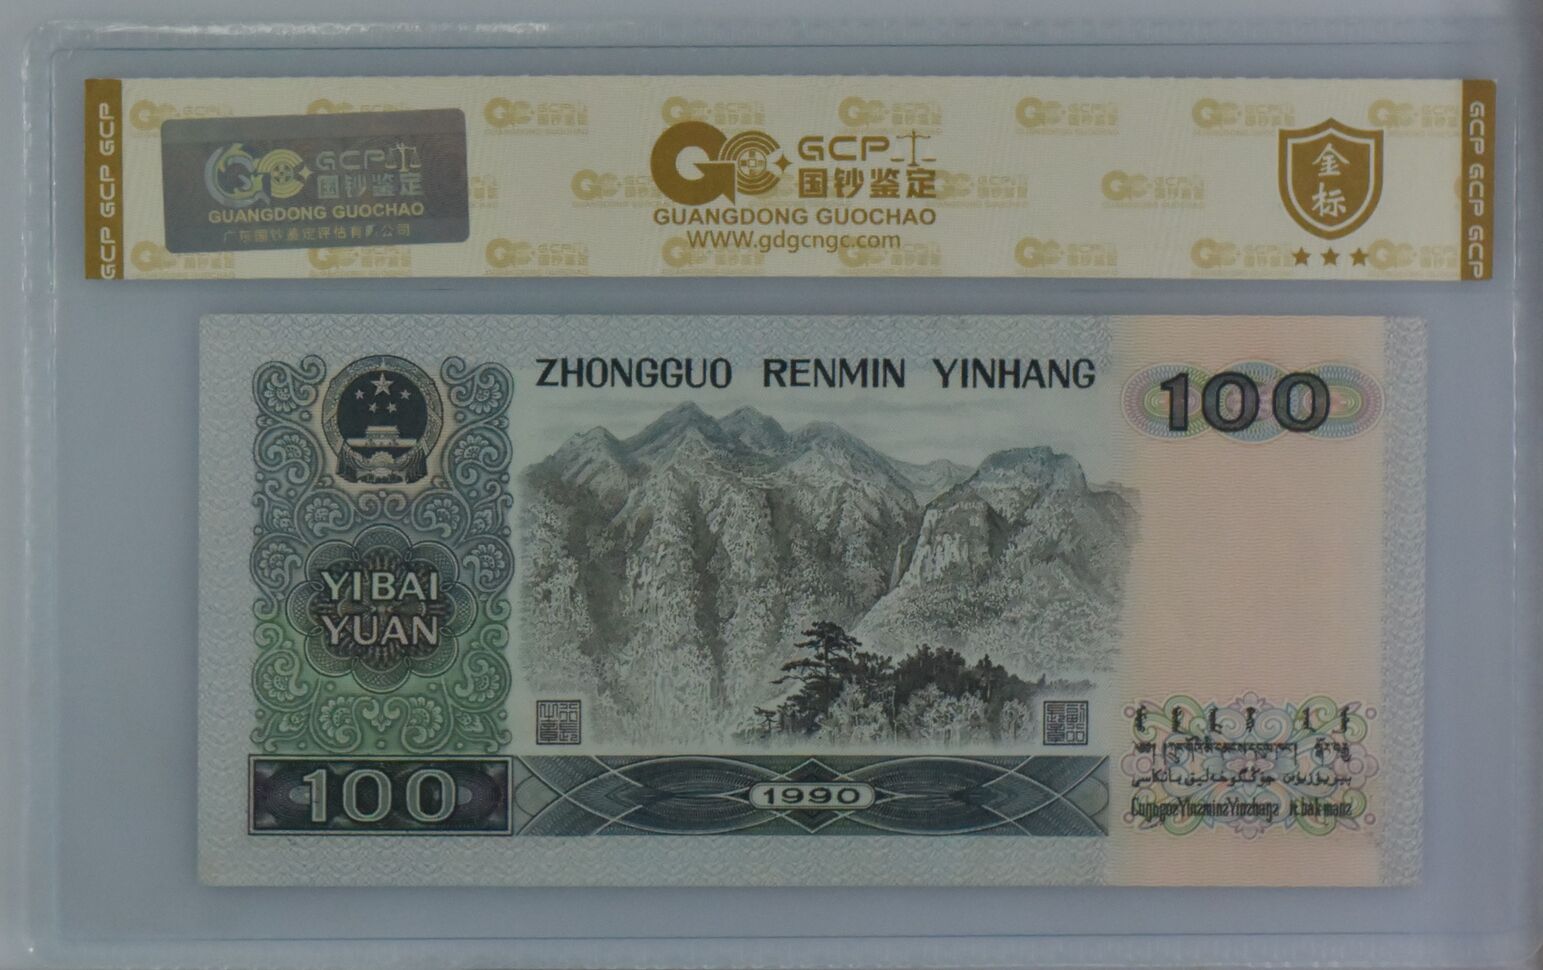 GCP GCP GCP
GCP
国钞鉴定
GUANGDONG GUOCHAO
广东国钞鉴定评估有限公司
GCP
国钞鉴定
GUANGDONG GUOCHAO
WWW.gdgcngc.com
金标
GCP GCP GCP
ZHONGGUO RENMIN YINHANG
100
YI BAI
YUAN
100
1990